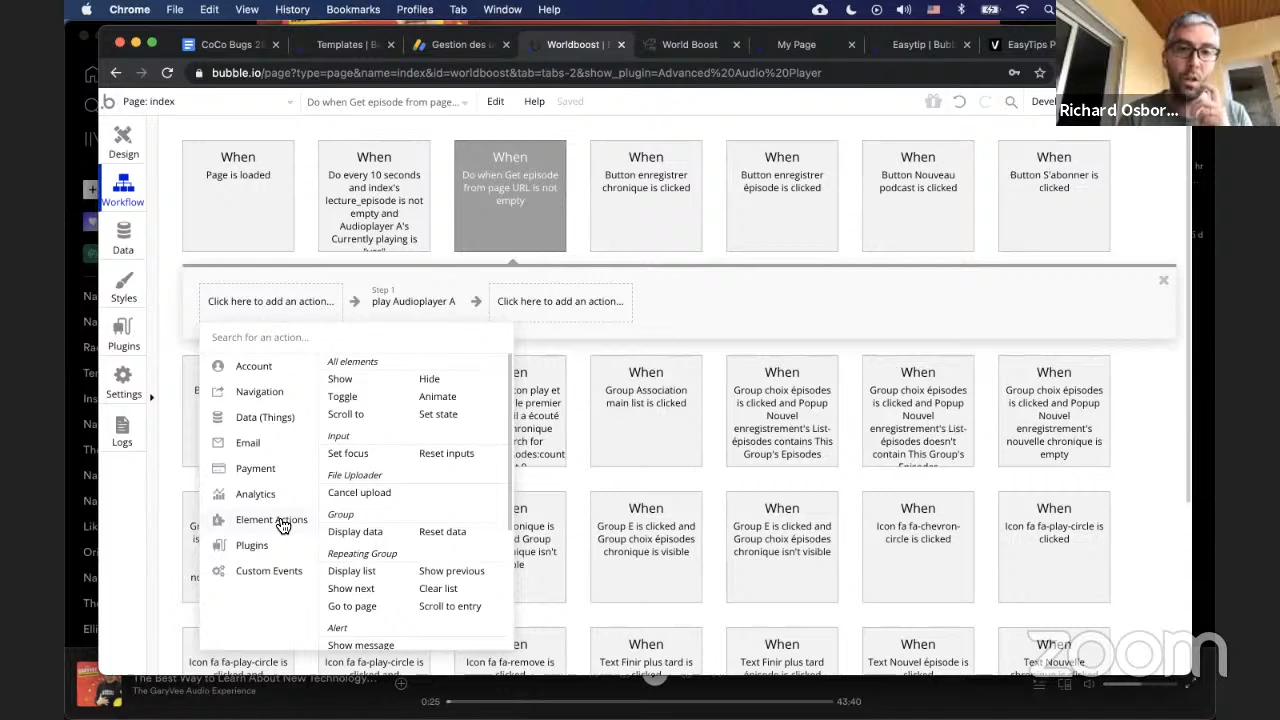 Chrome File Edit View History Bookmarks Profiles Tab Window Help
CoCo Bugs 2
Templates | B
Gestion des u
Worldboost |
World Boost
My Page
Easytip | Bub
EasyTips P
bubble.io/page?type=page&name=index&id=worldboost&tab=tabs-2&show_plugin=Advanced%20Audio%20Player
Richard Osbor...
Page: index
Do when Get episode from page...
Edit
Help
Saved
Devel
Design
Workflow
Data
Styles
Plugins
Settings
Logs
When
Page is loaded
When
Do every 10 seconds
and index's
lecture_episode is not
empty and
Audioplayer A's
Currently playing is
"yes"
When
Do when Get episode
from page URL is not
empty
When
Button enregistrer
chronique is clicked
When
Button enregistrer
épisode is clicked
When
Button Nouveau
podcast is clicked
When
Button S'abonner is
clicked
Click here to add an action...
Step 1
play Audioplayer A
Click here to add an action...
Search for an action...
Account
Navigation
Data (Things)
Email
Payment
Analytics
Element Actions
Plugins
Custom Events
All elements
Show
Hide
Toggle
Animate
Scroll to
Set state
Input
Set focus
Reset inputs
File Uploader
Cancel upload
Group
Display data
Reset data
Repeating Group
Display list
Show previous
Show next
Clear list
Go to page
Scroll to entry
Alert
Show message
When
Group Association
main list is clicked
When
Group choix épisodes
is clicked and Popup
Nouvel
enregistrement's List-
épisodes contains This
Group's Episodes
When
Group choix épisodes
is clicked and Popup
Nouvel
enregistrement's List-
épisodes doesn't
contain This Group's
Episodes
When
Group choix épisodes
is clicked and Popup
Nouvel
enregistrement's
nouvelle chronique is
empty
When
Group E is clicked and
Group choix épisodes
chronique is visible
When
Group E is clicked and
Group choix épisodes
chronique isn't visible
When
Icon fa fa-chevron-
circle is clicked
When
Icon fa fa-play-circle is
clicked
Icon fa fa-play-circle is
clicked and
Icon fa fa-play-circle is
clicked and
When
Icon fa fa-remove is
When
Text Finir plus tard is
When
Text Finir plus tard is
When
Text Nouvel épisode is
When
Text Nouvelle
zoom
The Best Way to Learn About New Technology...
The GaryVee Audio Experience
0:25
43:40